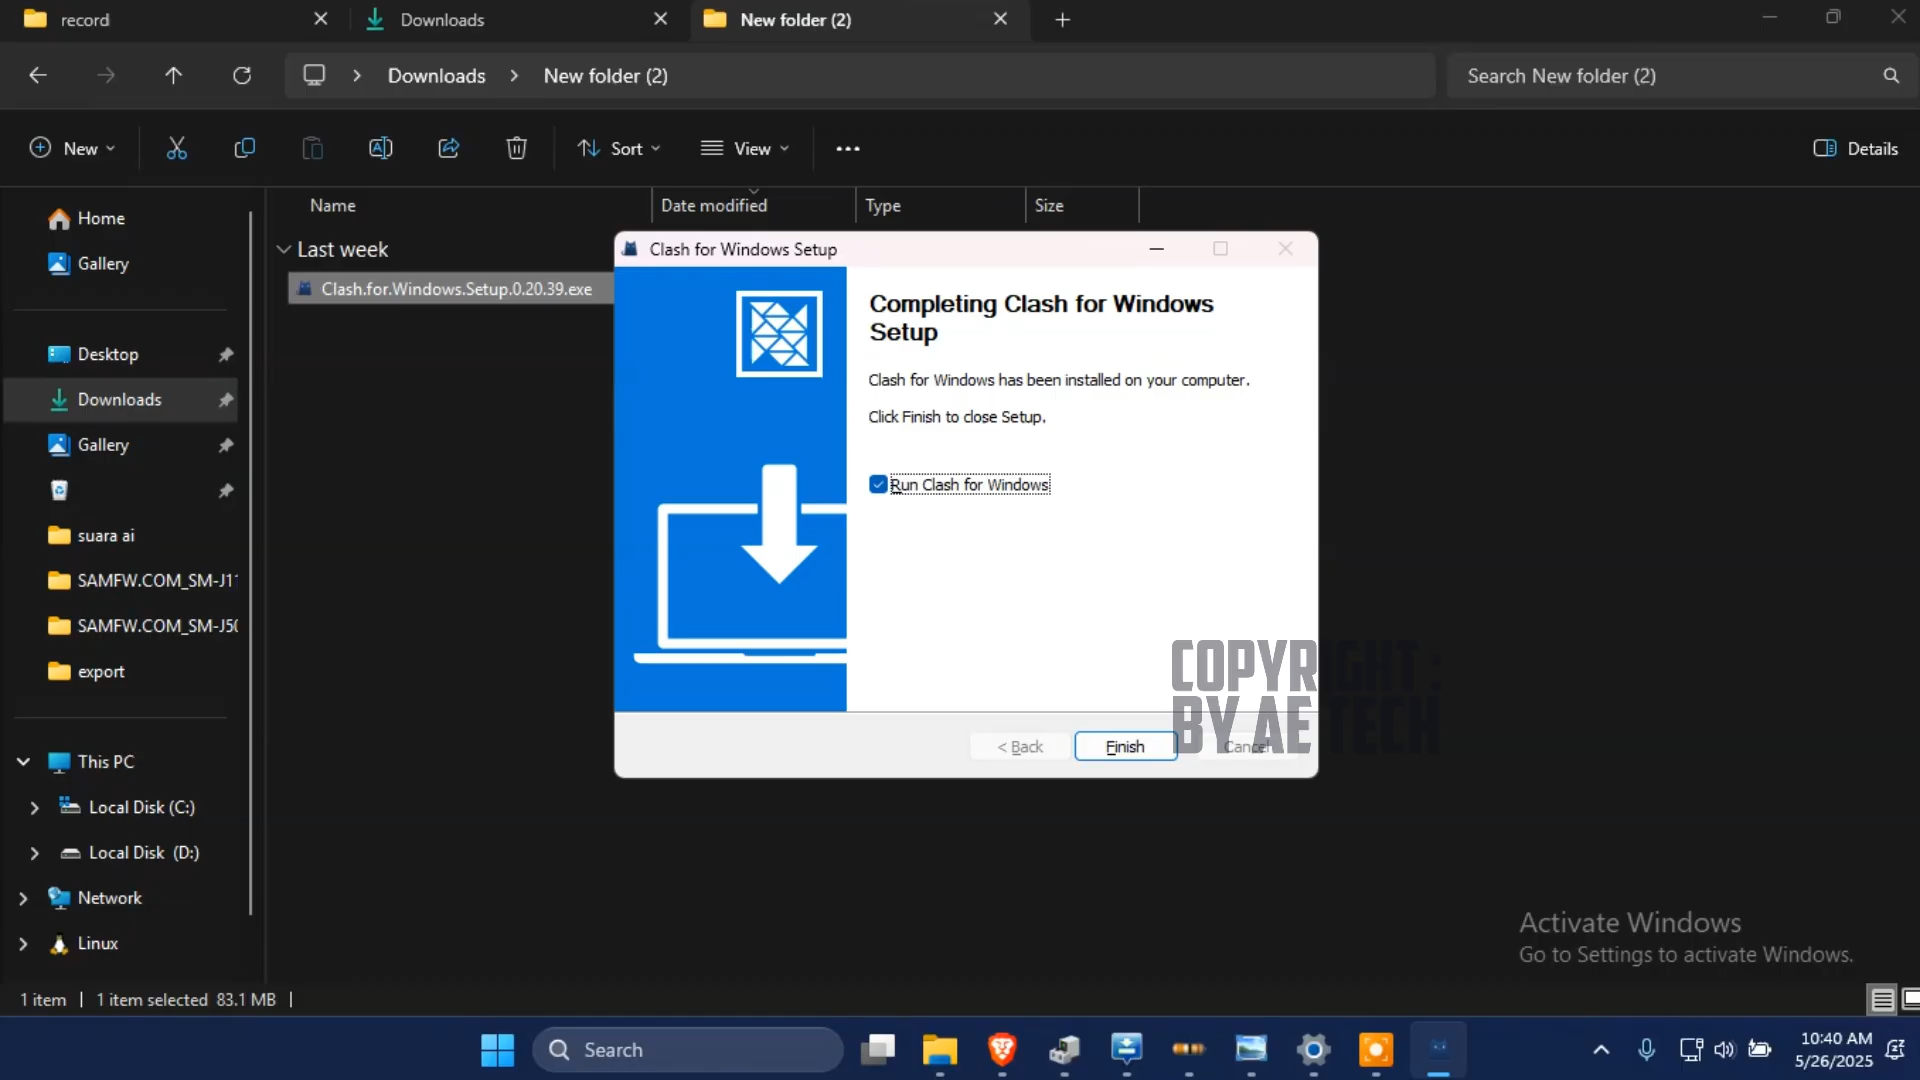 record
Downloads
New folder (2)
Downloads
New folder (2)
Search New folder (2)
New
Sort
View
Details
Name
Date modified
Type
Size
Home
Gallery
Last week
Clash.for.Windows.Setup.0.20.39.exe
Desktop
Downloads
Gallery
suara ai
SAMFW.COM_SM-J1
SAMFW.COM_SM-J5
export
This PC
Local Disk (C:)
Local Disk (D:)
Network
Linux
Clash for Windows Setup
Completing Clash for Windows
Setup
Clash for Windows has been installed on your computer.
Click Finish to close Setup.
Run Clash for Windows
COPYRIGHT :
BY AE TECH
< Back
Finish
Cancel
Activate Windows
Go to Settings to activate Windows.
1 item
1 item selected 83.1 MB
Search
10:40 AM
5/26/2025